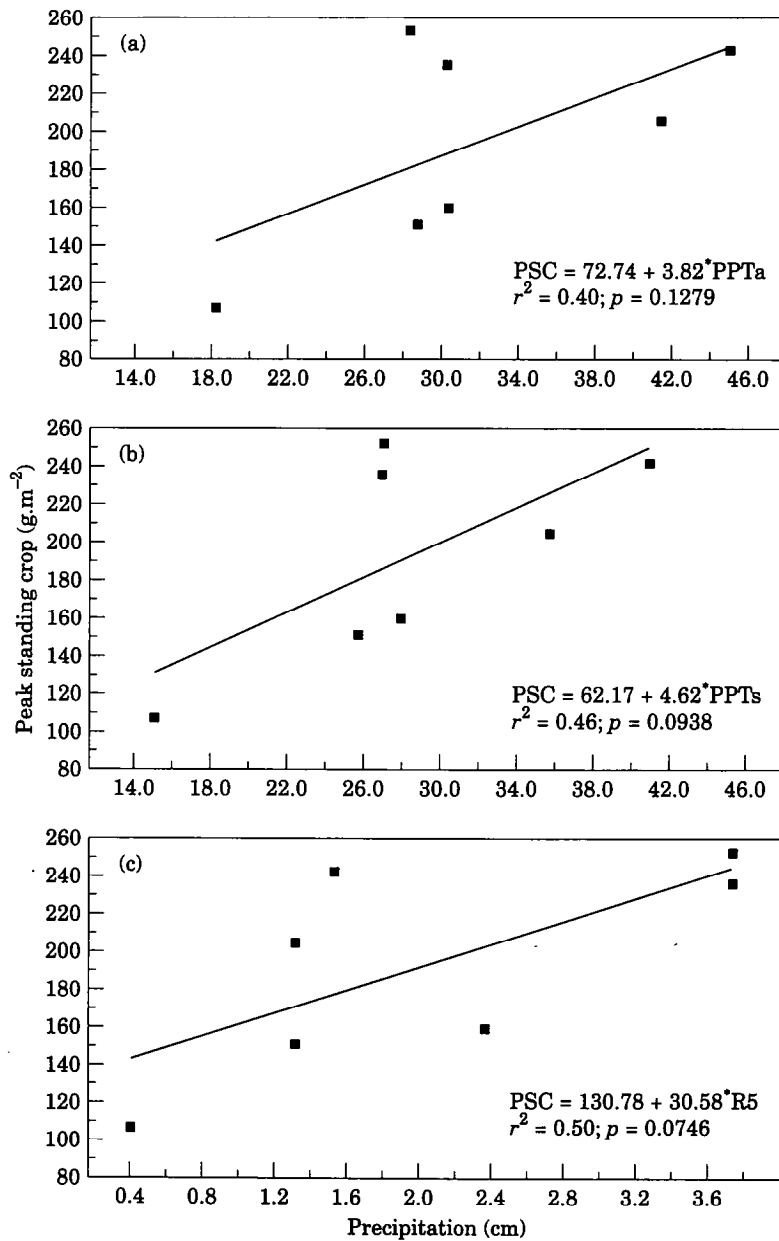 (a)
260
240
220
200
180
160
140
120
100
80
PSC = 72.74 + 3.82*PPTa
r² = 0.40; p = 0.1279
14.0 18.0 22.0 26.0 30.0 34.0 38.0 42.0 46.0
(b)
260
240
220
200
180
160
140
120
100
80
Peak standing crop (g.m⁻²)
PSC = 62.17 + 4.62*PPTs
r² = 0.46; p = 0.0938
14.0 18.0 22.0 26.0 30.0 34.0 38.0 42.0 46.0
(c)
260
240
220
200
180
160
140
120
100
80
PSC = 130.78 + 30.58*R5
r² = 0.50; p = 0.0746
0.4 1.2 1.6 2.0 2.4 2.8 3.2 3.6
Precipitation (cm)